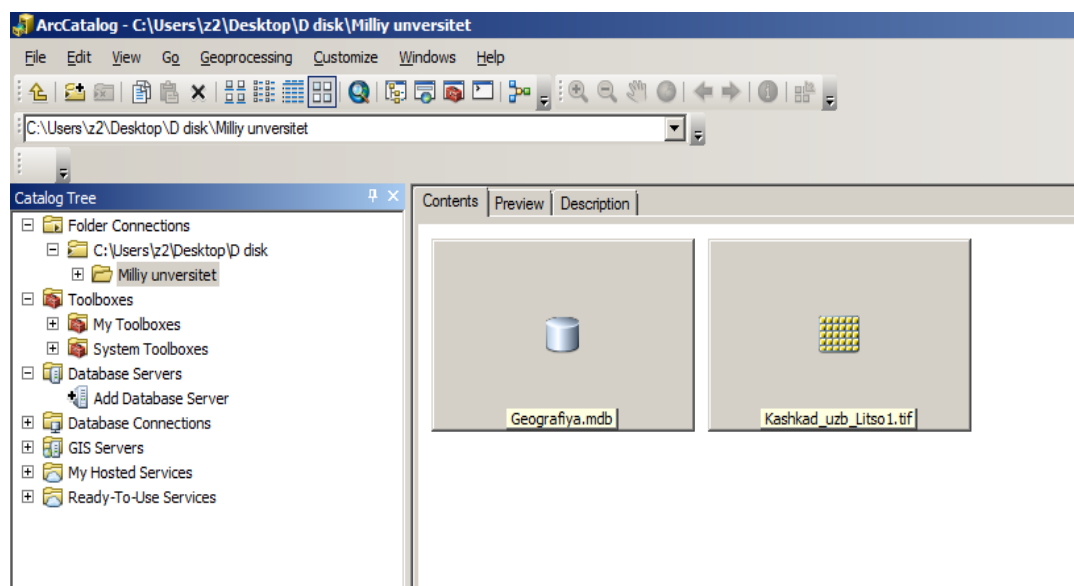 ArcCatalog - C:\Users\z2\Desktop\D disk\Milliy unversitet
File Edit View Go Geoprocessing Customize Windows Help
C:\Users\z2\Desktop\D disk\Milliy unversitet
Catalog Tree
Contents Preview Description
Folder Connections
C:\Users\z2\Desktop\D disk
Milliy unversitet
Toolboxes
My Toolboxes
System Toolboxes
Database Servers
Add Database Server
Database Connections
GIS Servers
My Hosted Services
Ready-To-Use Services
Geografiya.mdb
Kashkad_uzb_Litso1.tif